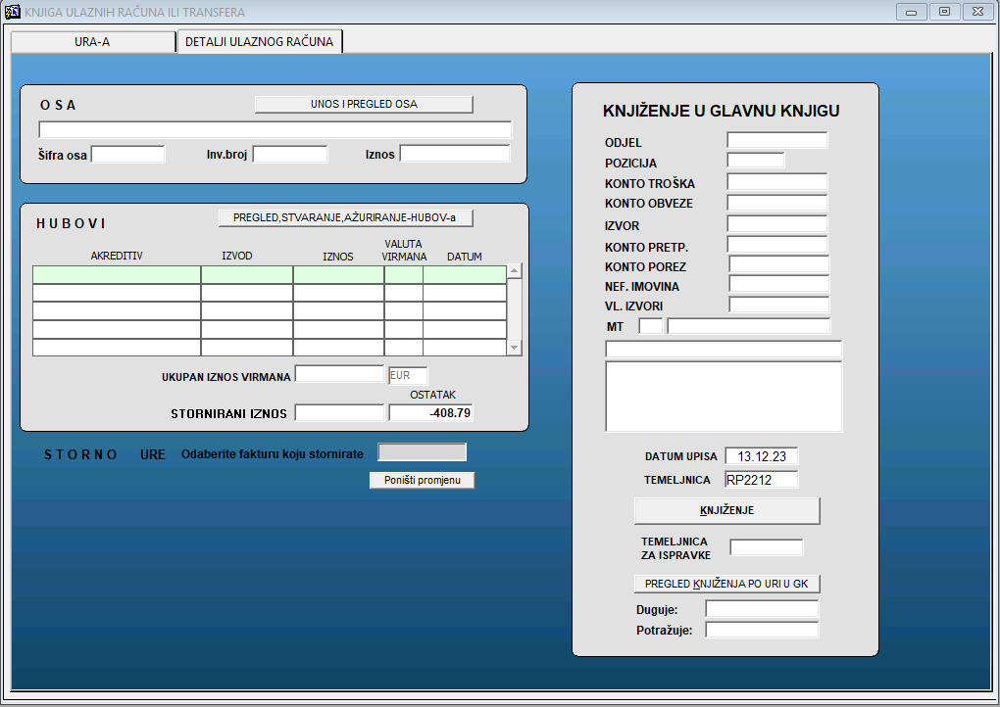 KNJIGA ULAZNIH RAČUNA ILI TRANSFERA
URA-A
DETALJI ULAZNOG RAČUNA
O S A
UNOS I PREGLED OSA
Šifra osa
Inv.broj
Iznos
H U B O V I
PREGLED,STVARANJE,AŽURIRANJE-HUBOV-a
AKREDITIV
IZVOD
IZNOS
VALUTA
VIRMANA
DATUM
UKUPAN IZNOS VIRMANA
EUR
OSTATAK
STORNIRANI IZNOS
-408.79
S T O R N O URE Odaberite fakturu koju stornirate
Poništi promjenu
KNJIŽENJE U GLAVNU KNJIGU
ODJEL
POZICIJA
KONTO TROŠKA
KONTO OBVEZE
IZVOR
KONTO PRETP.
KONTO POREZ
NEF. IMOVINA
VL. IZVORI
MT
DATUM UPISA 13.12.23
TEMELJNICA RP2212
KNJIŽENJE
TEMELJNICA
ZA ISPRAVKE
PREGLED KNJIŽENJA PO URI U GK
Duguje:
Potražuje: